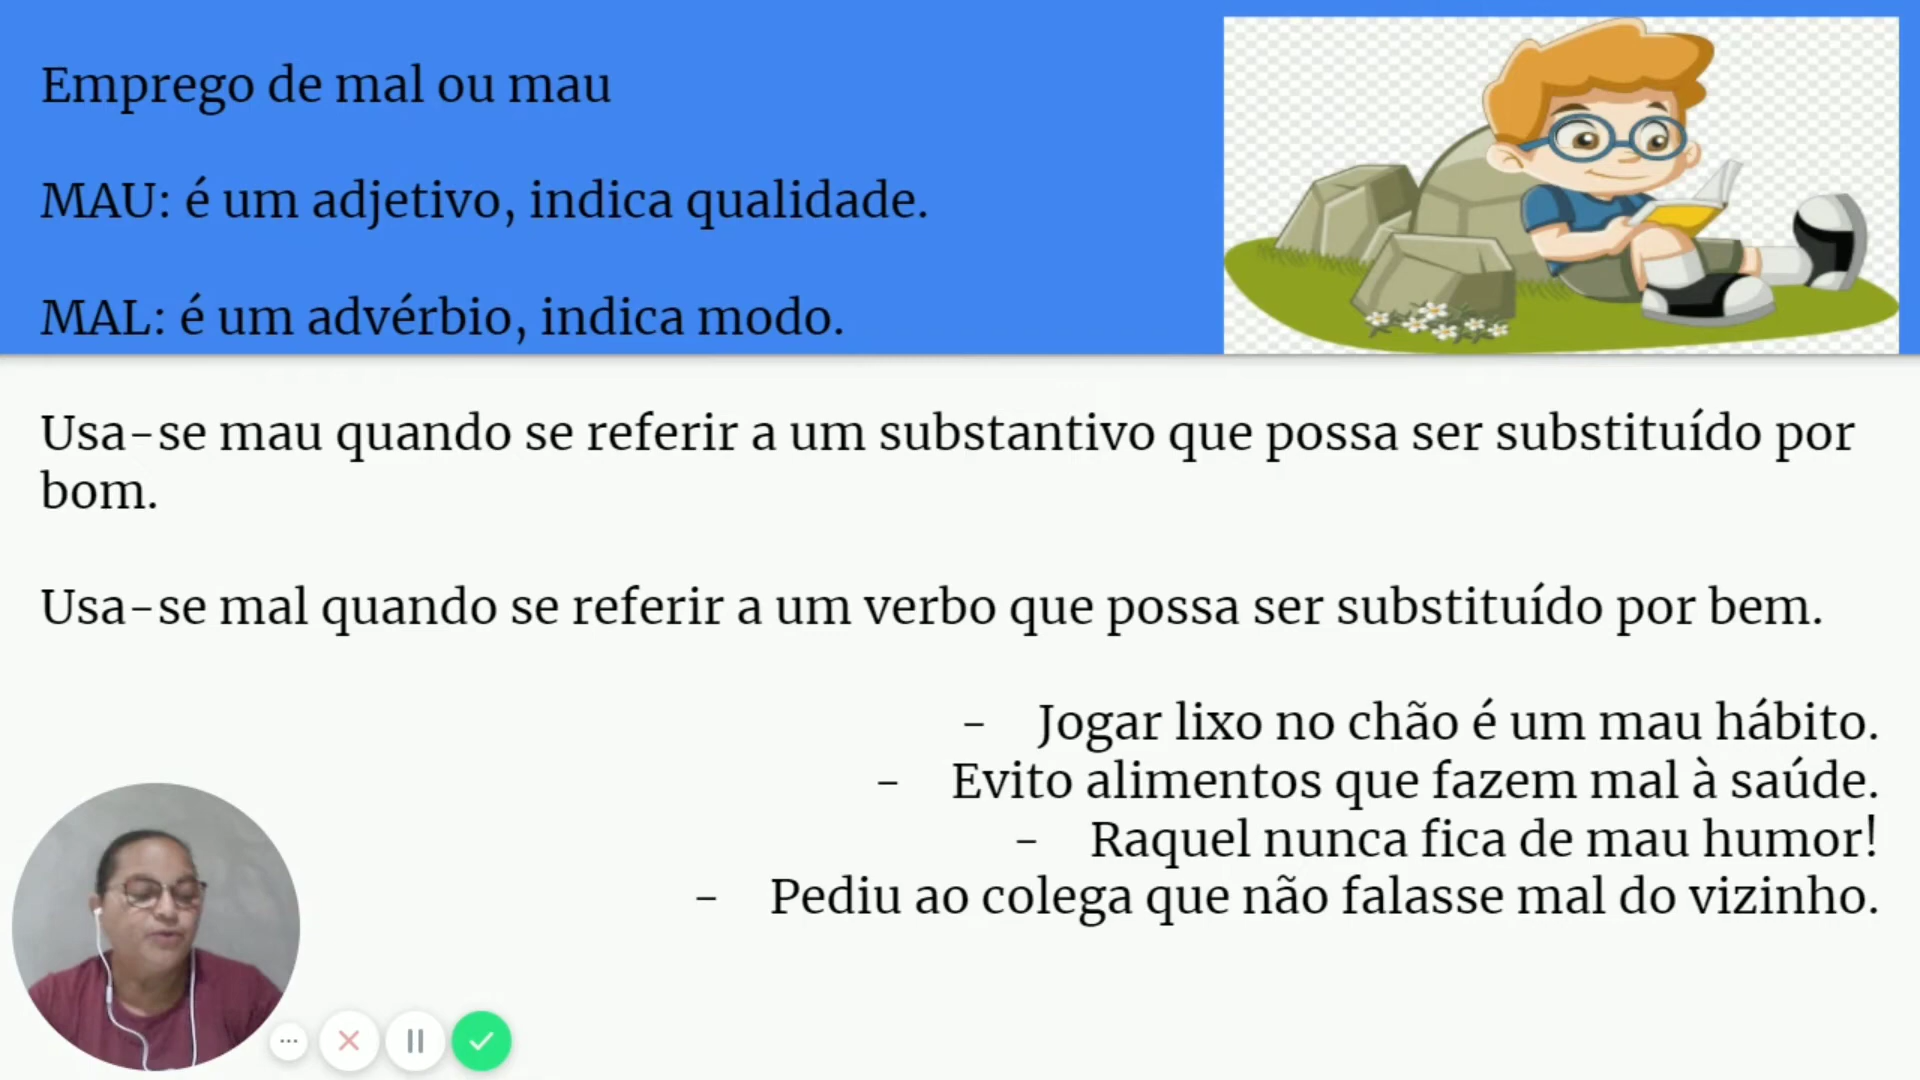 Emprego de mal ou mau
MAU: é um adjetivo, indica qualidade.
MAL: é um advérbio, indica modo.
Usa-se mau quando se referir a um substantivo que possa ser substituído por
bom.
Usa-se mal quando se referir a um verbo que possa ser substituído por bem.
- Jogar lixo no chão é um mau hábito.
- Evito alimentos que fazem mal à saúde.
- Raquel nunca fica de mau humor!
- Pediu ao colega que não falasse mal do vizinho.